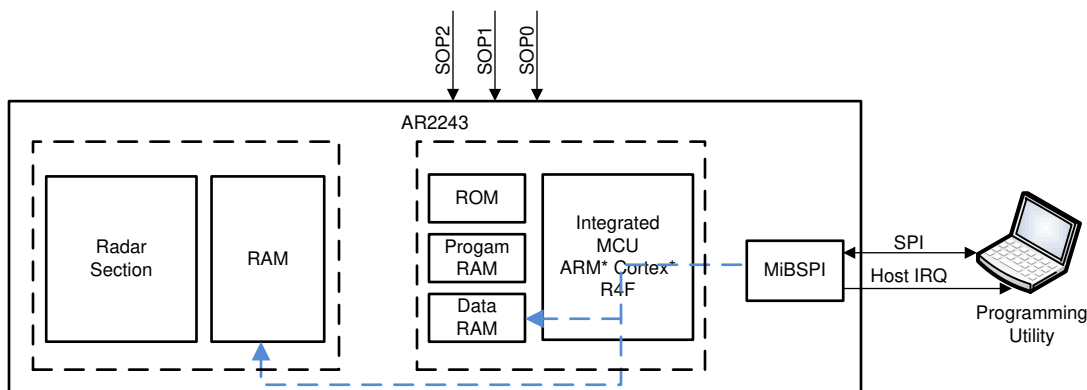 SOP2
SOP1
SOP0
AR2243
Radar
Section
RAM
ROM
Progam
RAM
Data
RAM
Integrated
MCU
ARM* Cortex*
R4F
MiBSPI
SPI
Host IRQ
Programming
Utility